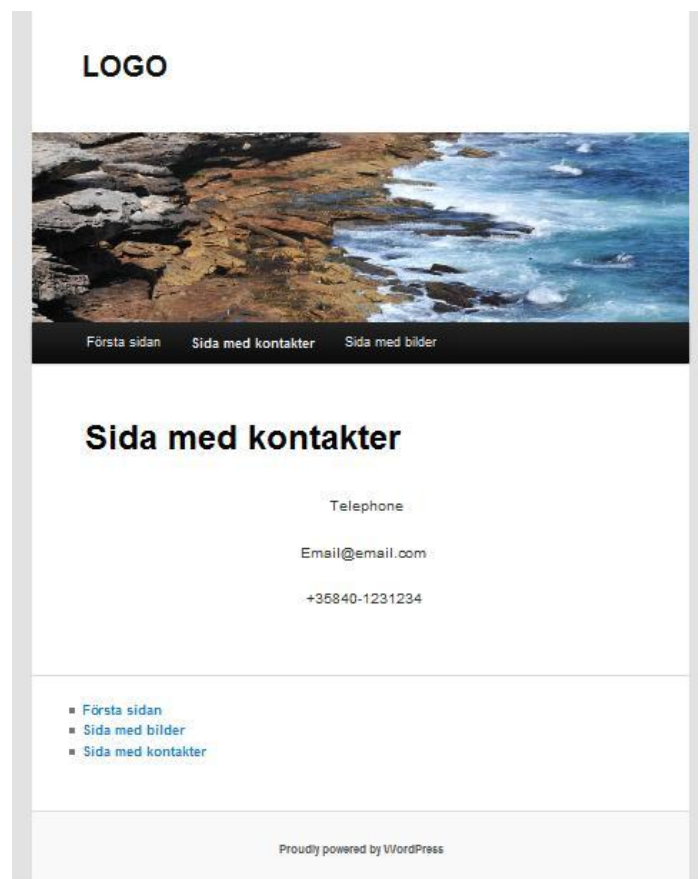 LOGO
Första sidan Sida med kontakter Sida med bilder
Sida med kontakter
Telephone
Email@email.com
+35840-1231234
Första sidan
Sida med bilder
Sida med kontakter
Proudly powered by WordPress